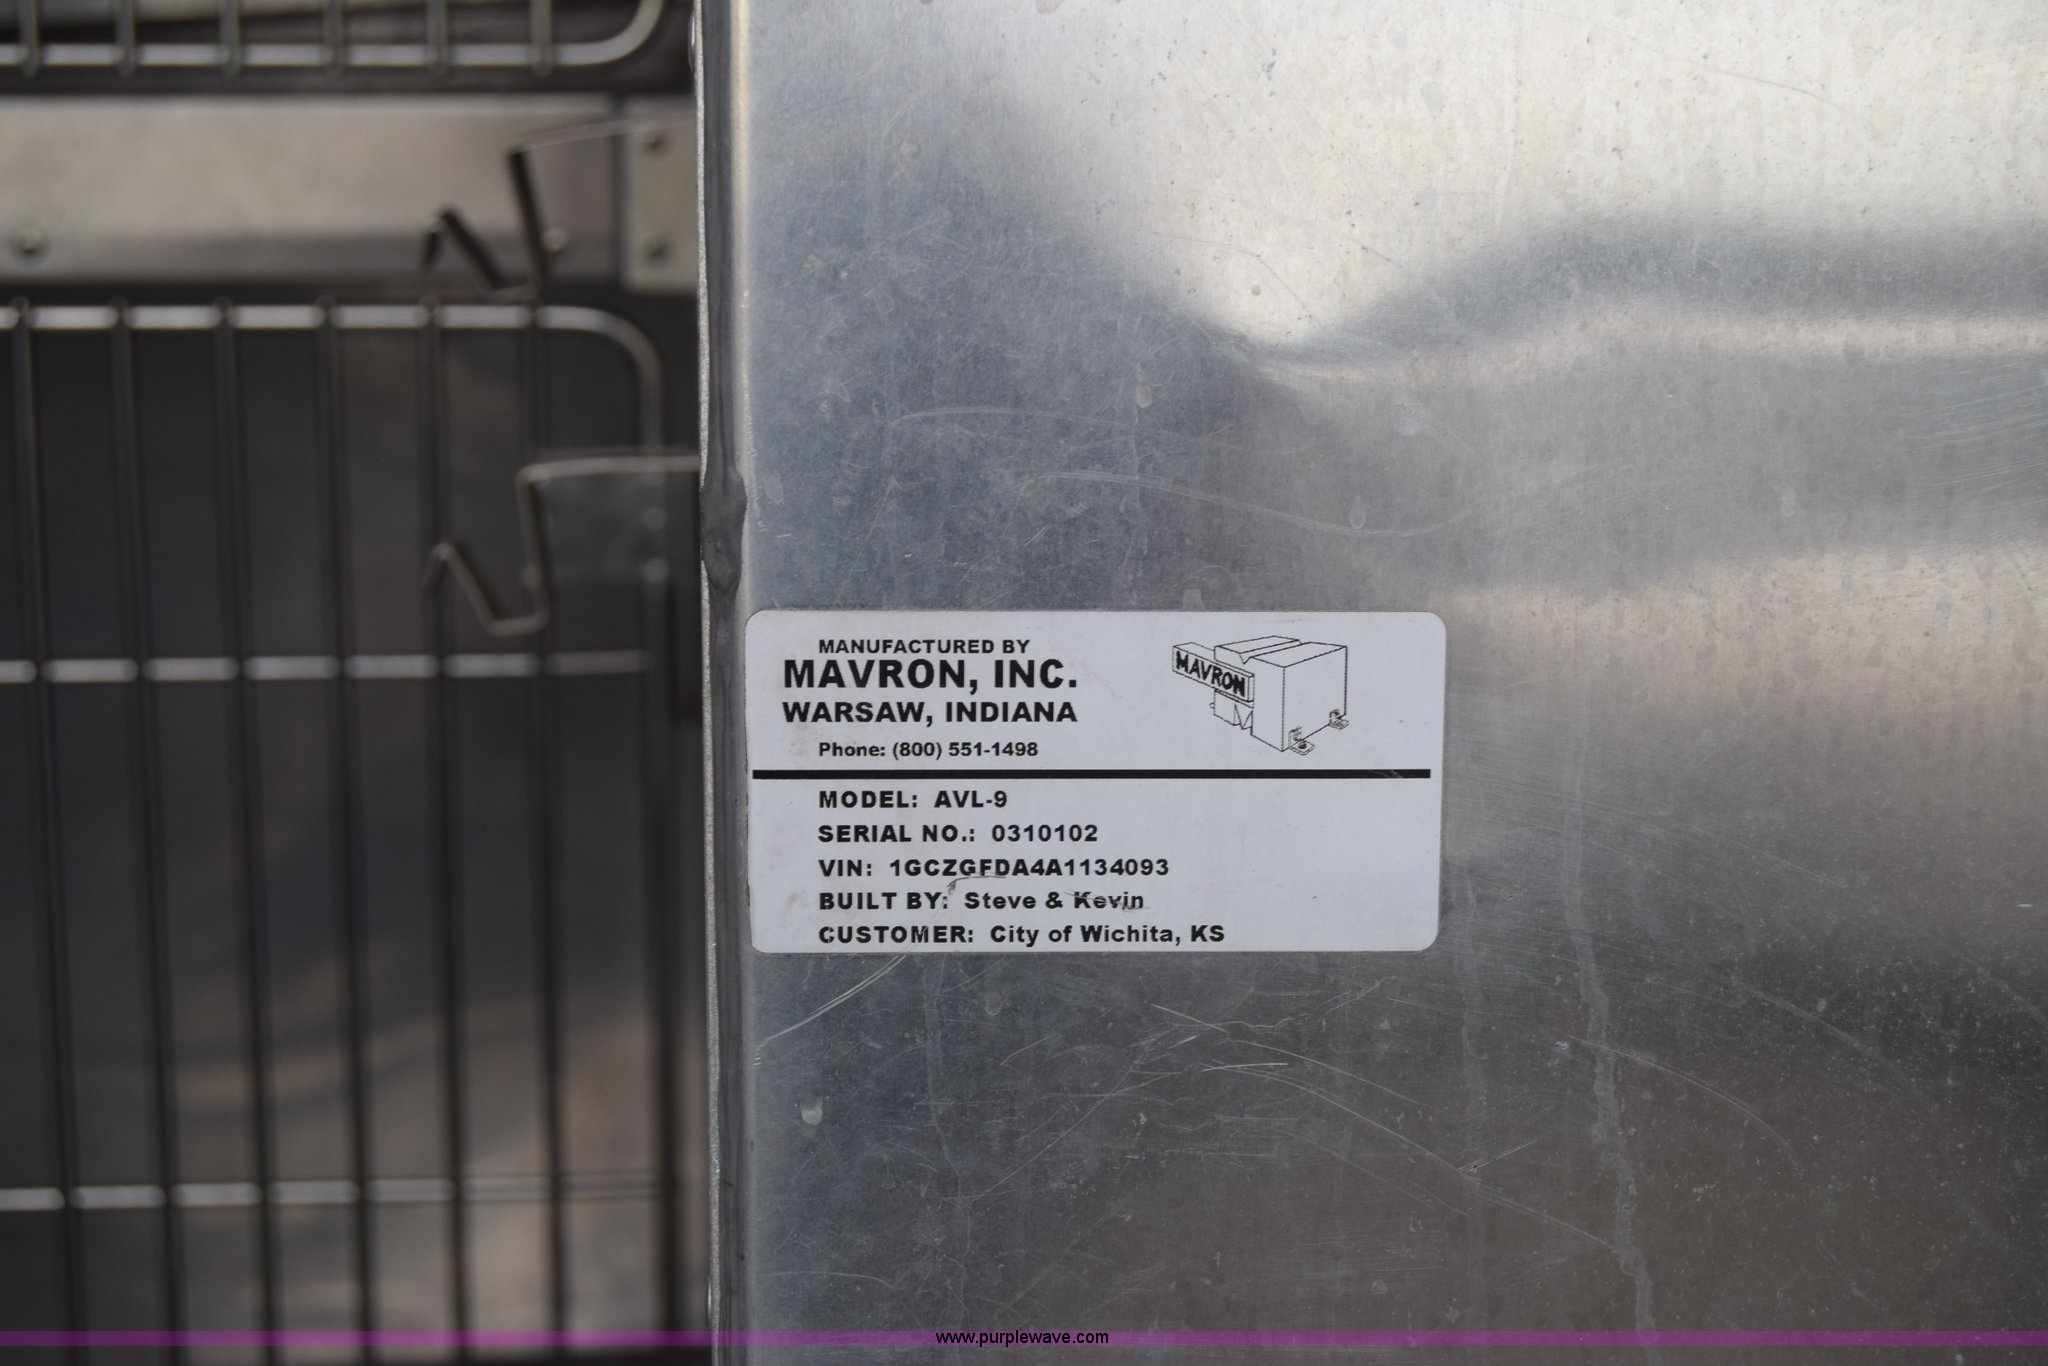 MANUFACTURED BY
MAVRON, INC.
WARSAW, INDIANA
Phone: (800) 551-1498
MAVRON
MODEL: AVL-9
SERIAL NO.: 0310102
VIN: 1GCZGFDA4A1134093
BUILT BY: Steve & Kevin
CUSTOMER: City of Wichita, KS
www.purplewave.com